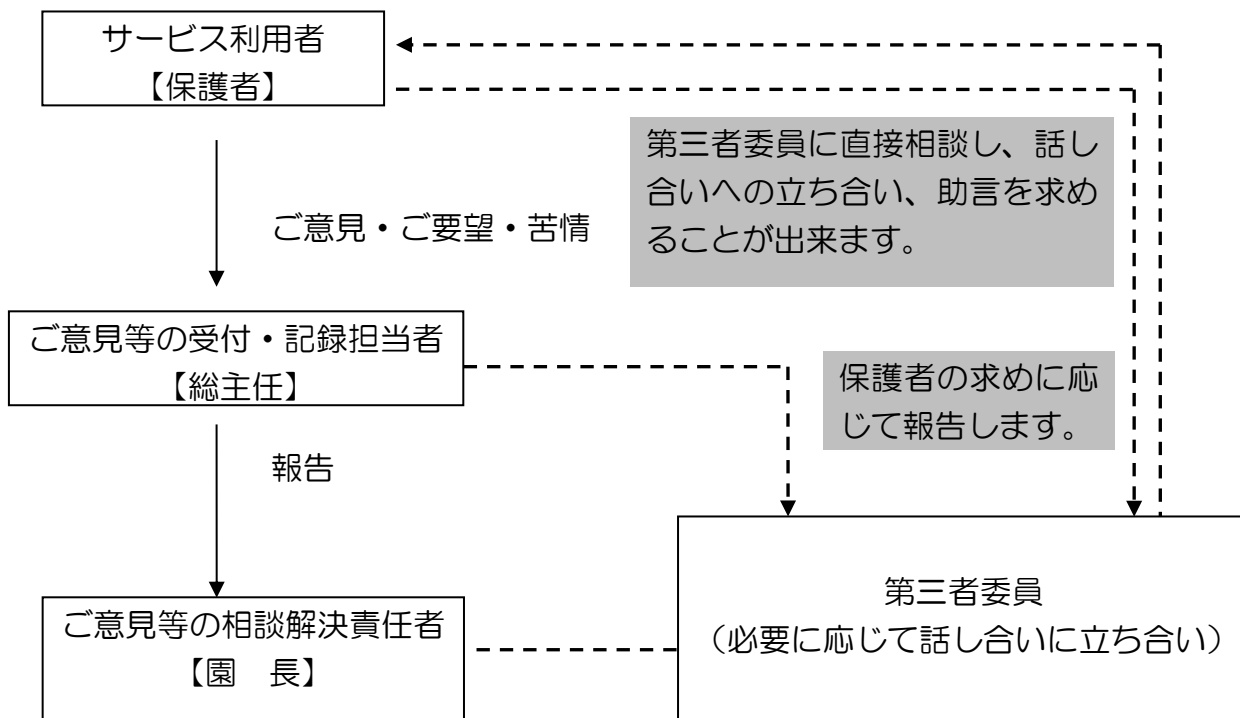 サービス利用者
【保護者】
第三者委員に直接相談し、話し
合いへの立ち合い、助言を求め
ることが出来ます。
ご意見・ご要望・苦情
ご意見等の受付・記録担当者
【総主任】
保護者の求めに応
じて報告します。
報告
第三者委員
（必要に応じて話し合いに立ち合い）
ご意見等の相談解決責任者
【園　長】